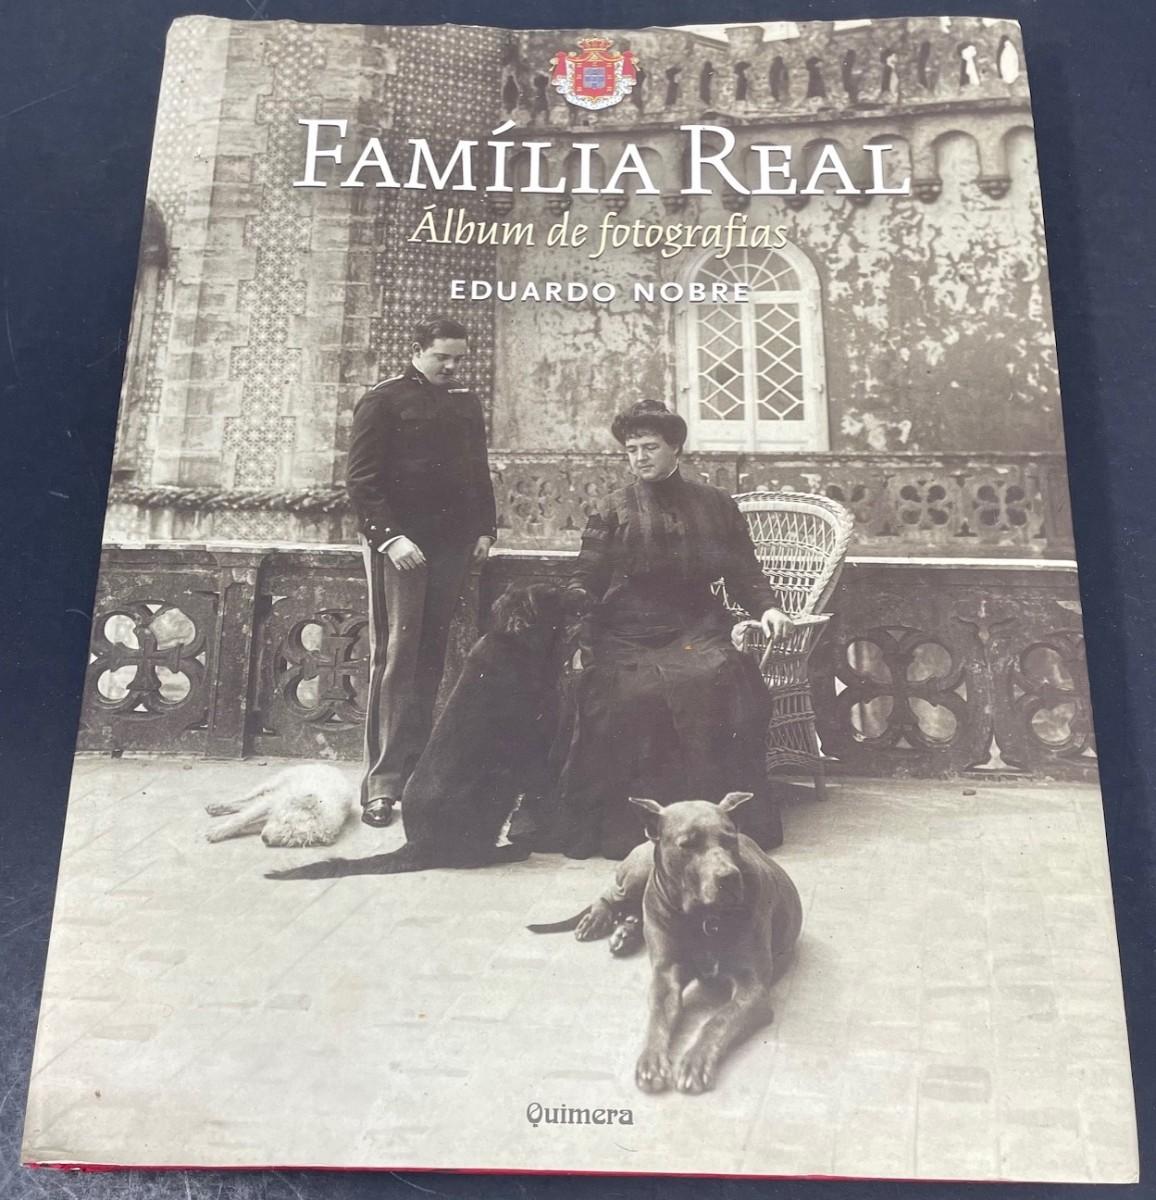 FAMÍLIA REAL
Álbum de fotografias
EDUARDO NOBRE
Quimera